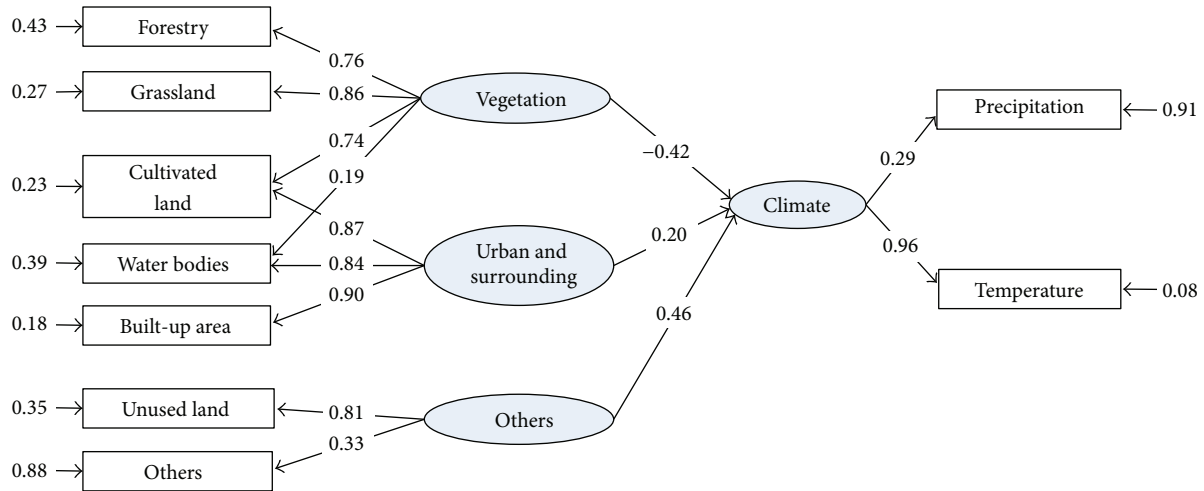 0.43
Forestry
0.76
0.27
Grassland
0.86
Vegetation
0.74
0.23
Cultivated
land
0.19
0.87
0.39
Water bodies
0.84
Urban and
surrounding
0.90
0.18
Built-up area
0.35
Unused land
0.81
Others
0.33
0.88
Others
−0.42
0.20
0.46
Climate
0.29
0.96
Precipitation
0.91
Temperature
0.08